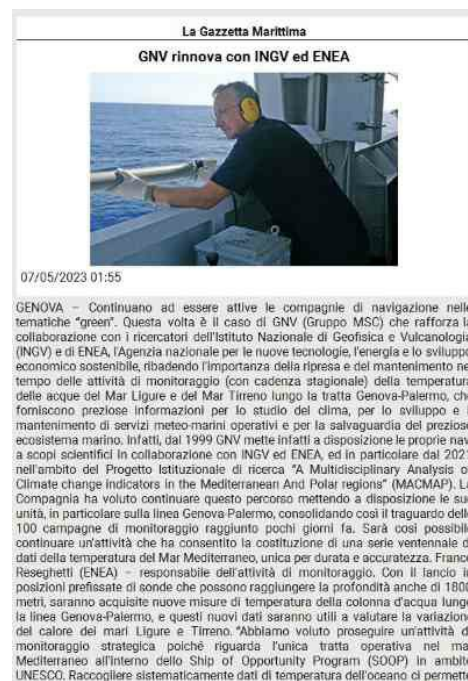 La Gazzetta Marittima
GNV rinnova con INGV ed ENEA
07/05/2023 01:55
GENOVA – Continuano ad essere attive le compagnie di navigazione nelle
tematiche "green". Questa volta è il caso di GNV (Gruppo MSC) che rafforza la
collaborazione con i ricercatori dell'Istituto Nazionale di Geofisica e Vulcanologia
(INGV) e di ENEA, l'Agenzia nazionale per le nuove tecnologie, l'energia e lo sviluppo
economico sostenibile, ribadendo l'importanza della ripresa e del mantenimento nel
tempo delle attività di monitoraggio (con cadenza stagionale) della temperatura
delle acque del Mar Ligure e del Mar Tirreno lungo la tratta Genova-Palermo, che
forniscono preziose informazioni per lo studio del clima, per lo sviluppo e i
mantenimento di servizi meteo-marini operativi e per la salvaguardia del prezioso
ecosistema marino. Infatti, dal 1999 GNV mette infatti a disposizione le proprie nav
a scopi scientifici in collaborazione con INGV ed ENEA, ed in particolare dal 2021
nell'ambito del Progetto Istituzionale di ricerca "A Multidisciplinary Analysis of
Climate change indicators in the Mediterranean And Polar regions" (MACMAP). La
Compagnia ha voluto continuare questo percorso mettendo a disposizione le sue
unità, in particolare sulla linea Genova-Palermo, consolidando così il traguardo delle
100 campagne di monitoraggio raggiunto pochi giorni fa. Sarà così possibile
continuare un'attività che ha consentito la costituzione di una serie ventennale di
dati della temperatura del Mar Mediterraneo, unica per durata e accuratezza. Franco
Reseghetti (ENEA) – responsabile dell'attività di monitoraggio. Con il lancio in
posizioni prefissate di sonde che possono raggiungere la profondità anche di 1800
metri, saranno acquisite nuove misure di temperatura della colonna d'acqua lungo
la linea Genova-Palermo, e questi nuovi dati saranno utili a valutare la variazione
del calore dei mari Ligure e Tirreno. "Abbiamo voluto proseguire un'attività di
monitoraggio strategica poiché riguarda l'unica tratta operativa nel mar
Mediterraneo all'interno dello Ship of Opportunity Program (SOOP) in ambito
UNESCO. Raccogliere sistematicamente dati di temperatura dell'oceano ci permette